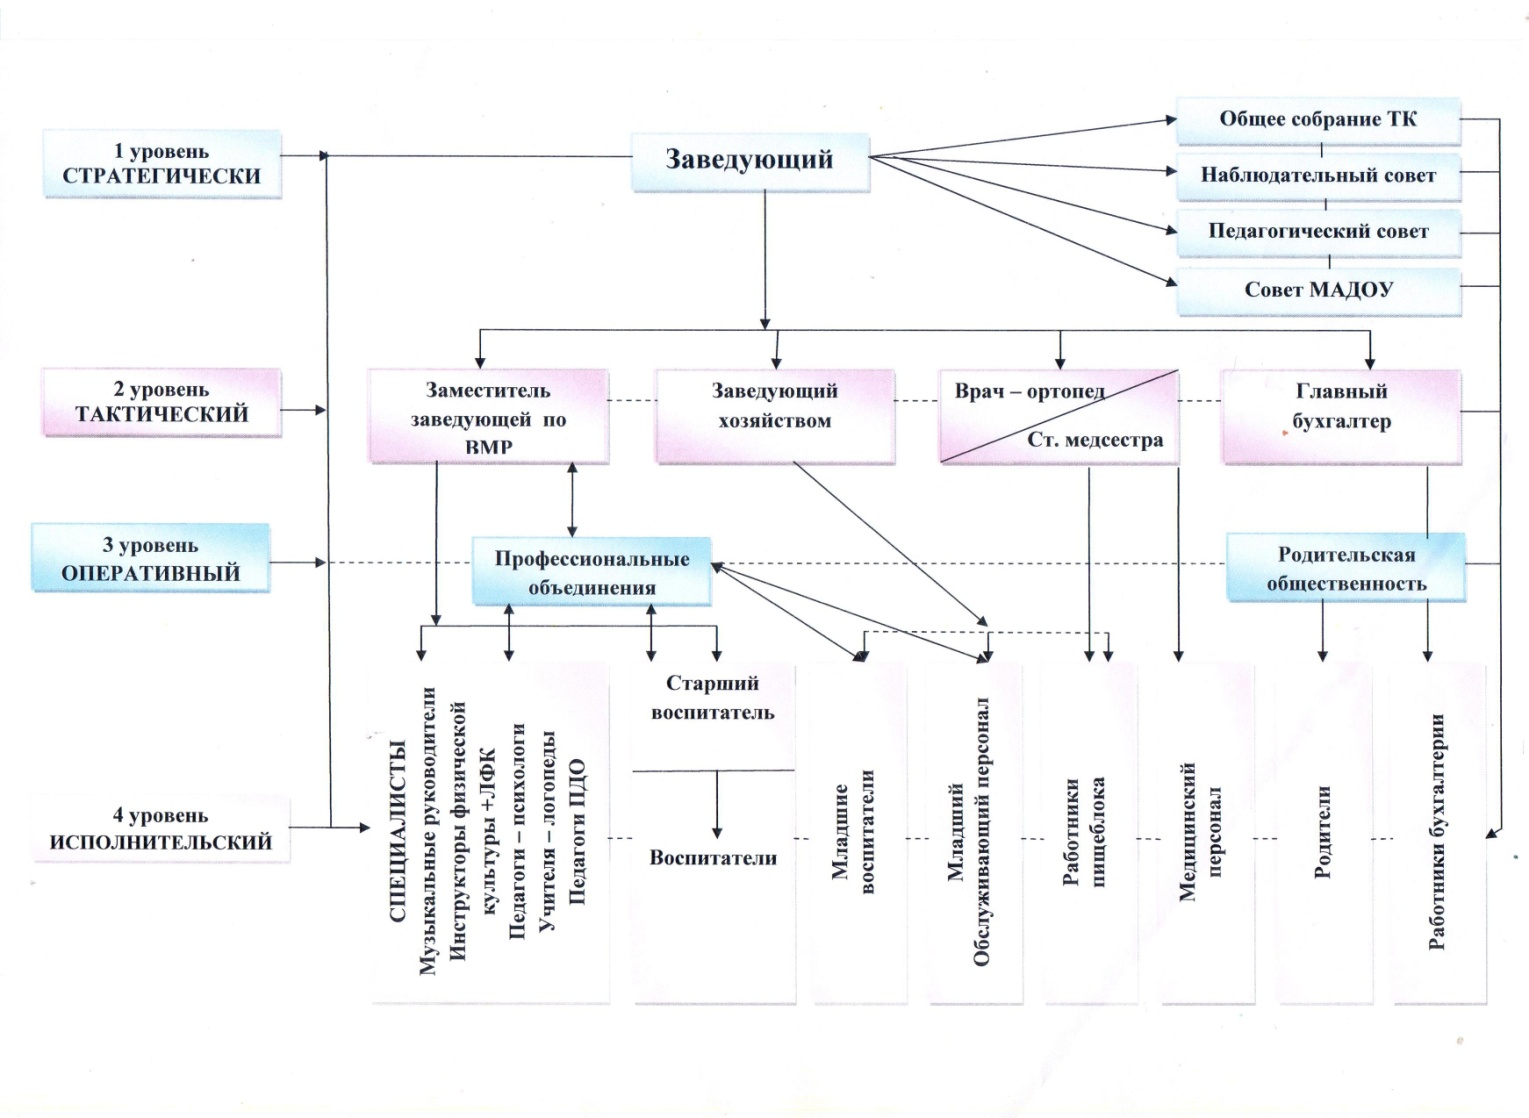 1 уровень
СТРАТЕГИЧЕСКИ
Заведующий
Общее собрание ТК
Наблюдательный совет
Педагогический совет
Совет МАДОУ
2 уровень
ТАКТИЧЕСКИЙ
Заместитель
заведующей по
ВМР
Заведующий
хозяйством
Врач – ортопед
Ст. медсестра
Главный
бухгалтер
3 уровень
ОПЕРАТИВНЫЙ
Профессиональные
объединения
Родительская
общественность
4 уровень
ИСПОЛНИТЕЛЬСКИЙ
СПЕЦИАЛИСТЫ
Музыкальные руководители
Инструкторы физической
культуры +ЛФК
Педагоги – психологи
Учителя – логопеды
Педагоги ПДО
Старший
воспитатель
Воспитатели
Младшие
воспитатели
Младший
Обслуживающий персонал
Работники
пищеблока
Медицинский
персонал
Родители
Работники бухгалтерии